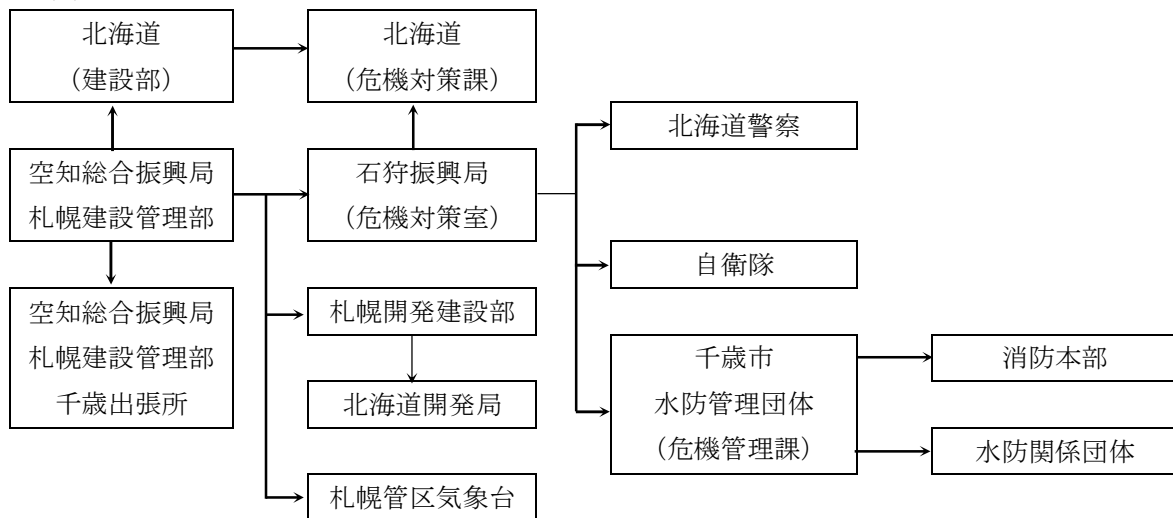 北海道
（建設部）
北海道
（危機対策課）
北海道警察
空知総合振興局
札幌建設管理部
石狩振興局
（危機対策室）
自衛隊
空知総合振興局
札幌建設管理部
千歳出張所
札幌開発建設部
北海道開発局
千歳市
水防管理団体
（危機管理課）
消防本部
水防関係団体
札幌管区気象台